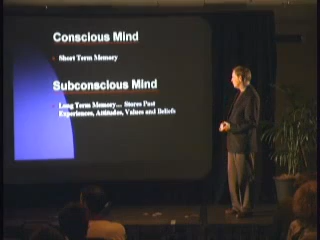 Conscious Mind
Short Term Memory
Subconscious Mind
Long Term Memory... Stores Past
Experiences, Attitudes, Values and Beliefs